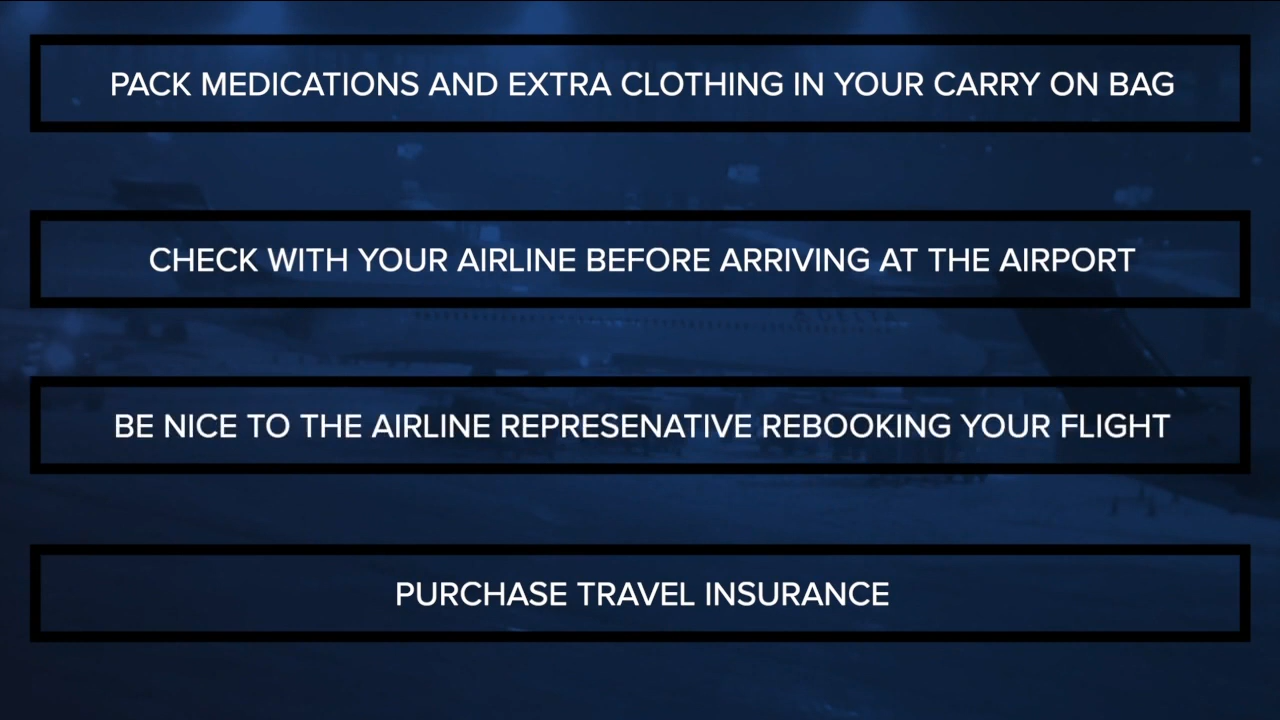 PACK MEDICATIONS AND EXTRA CLOTHING IN YOUR CARRY ON BAG
CHECK WITH YOUR AIRLINE BEFORE ARRIVING AT THE AIRPORT
DELTA
BE NICE TO THE AIRLINE REPRESENATIVE REBOOKING YOUR FLIGHT
PURCHASE TRAVEL INSURANCE